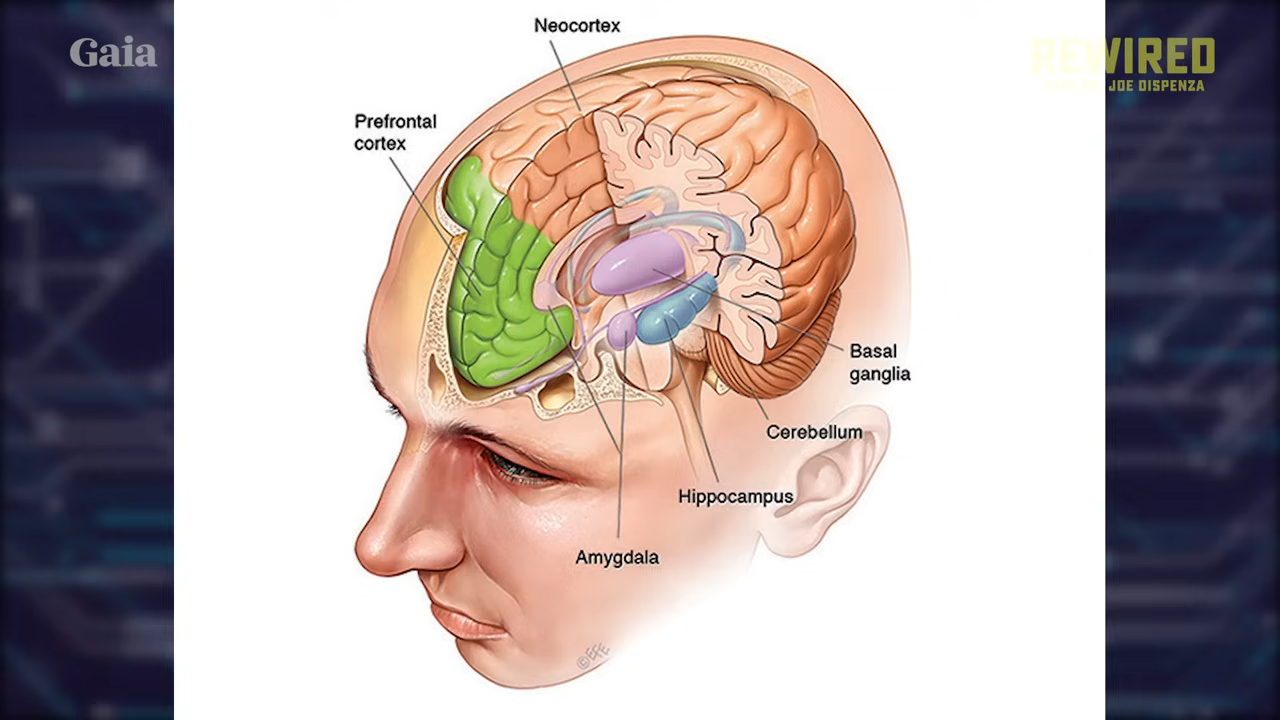 Gaia
REWIRED
JOE DISPENZA
Neocortex
Prefrontal
cortex
Basal
ganglia
Cerebellum
Hippocampus
Amygdala